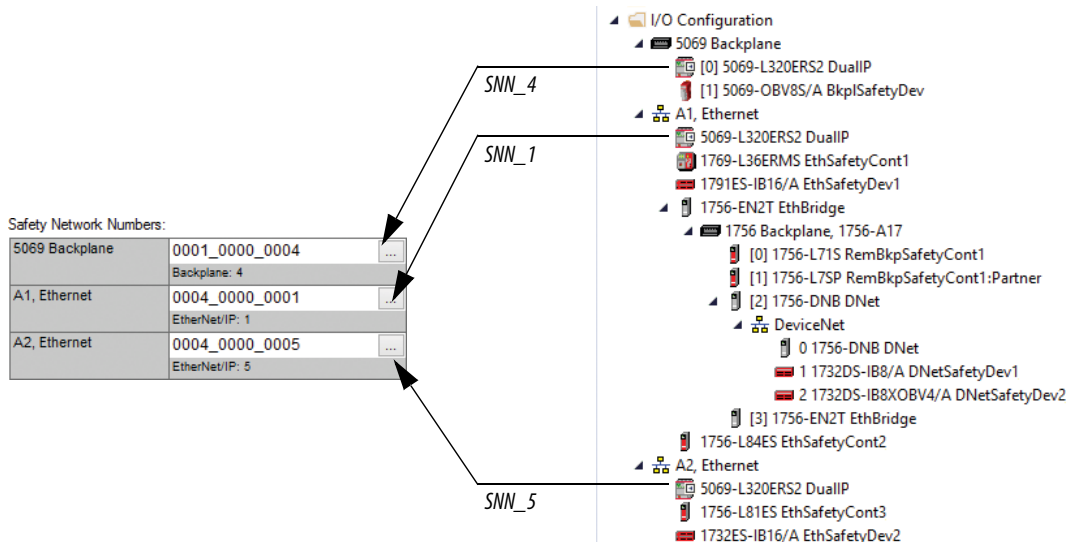 Safety Network Numbers:
5069 Backplane
0001_0000_0004
...
Backplane: 4
A1, Ethernet
0004_0000_0001
...
EtherNet/IP: 1
A2, Ethernet
0004_0000_0005
...
EtherNet/IP: 5
SNN_4
SNN_1
SNN_5
I/O Configuration
5069 Backplane
[0] 5069-L320ERS2 DualIP
[1] 5069-OBV8S/A BkplSafetyDev
A1, Ethernet
5069-L320ERS2 DualIP
1769-L36ERMS EthSafetyCont1
1791ES-IB16/A EthSafetyDev1
1756-EN2T EthBridge
1756 Backplane, 1756-A17
[0] 1756-L71S RemBkpSafetyCont1
[1] 1756-L7SP RemBkpSafetyCont1:Partner
[2] 1756-DNB DNet
DeviceNet
0 1756-DNB DNet
1 1732DS-IB8/A DNetSafetyDev1
2 1732DS-IB8XOBV4/A DNetSafetyDev2
[3] 1756-EN2T EthBridge
1756-L84ES EthSafetyCont2
A2, Ethernet
5069-L320ERS2 DualIP
1756-L81ES EthSafetyCont3
1732ES-IB16/A EthSafetyDev2